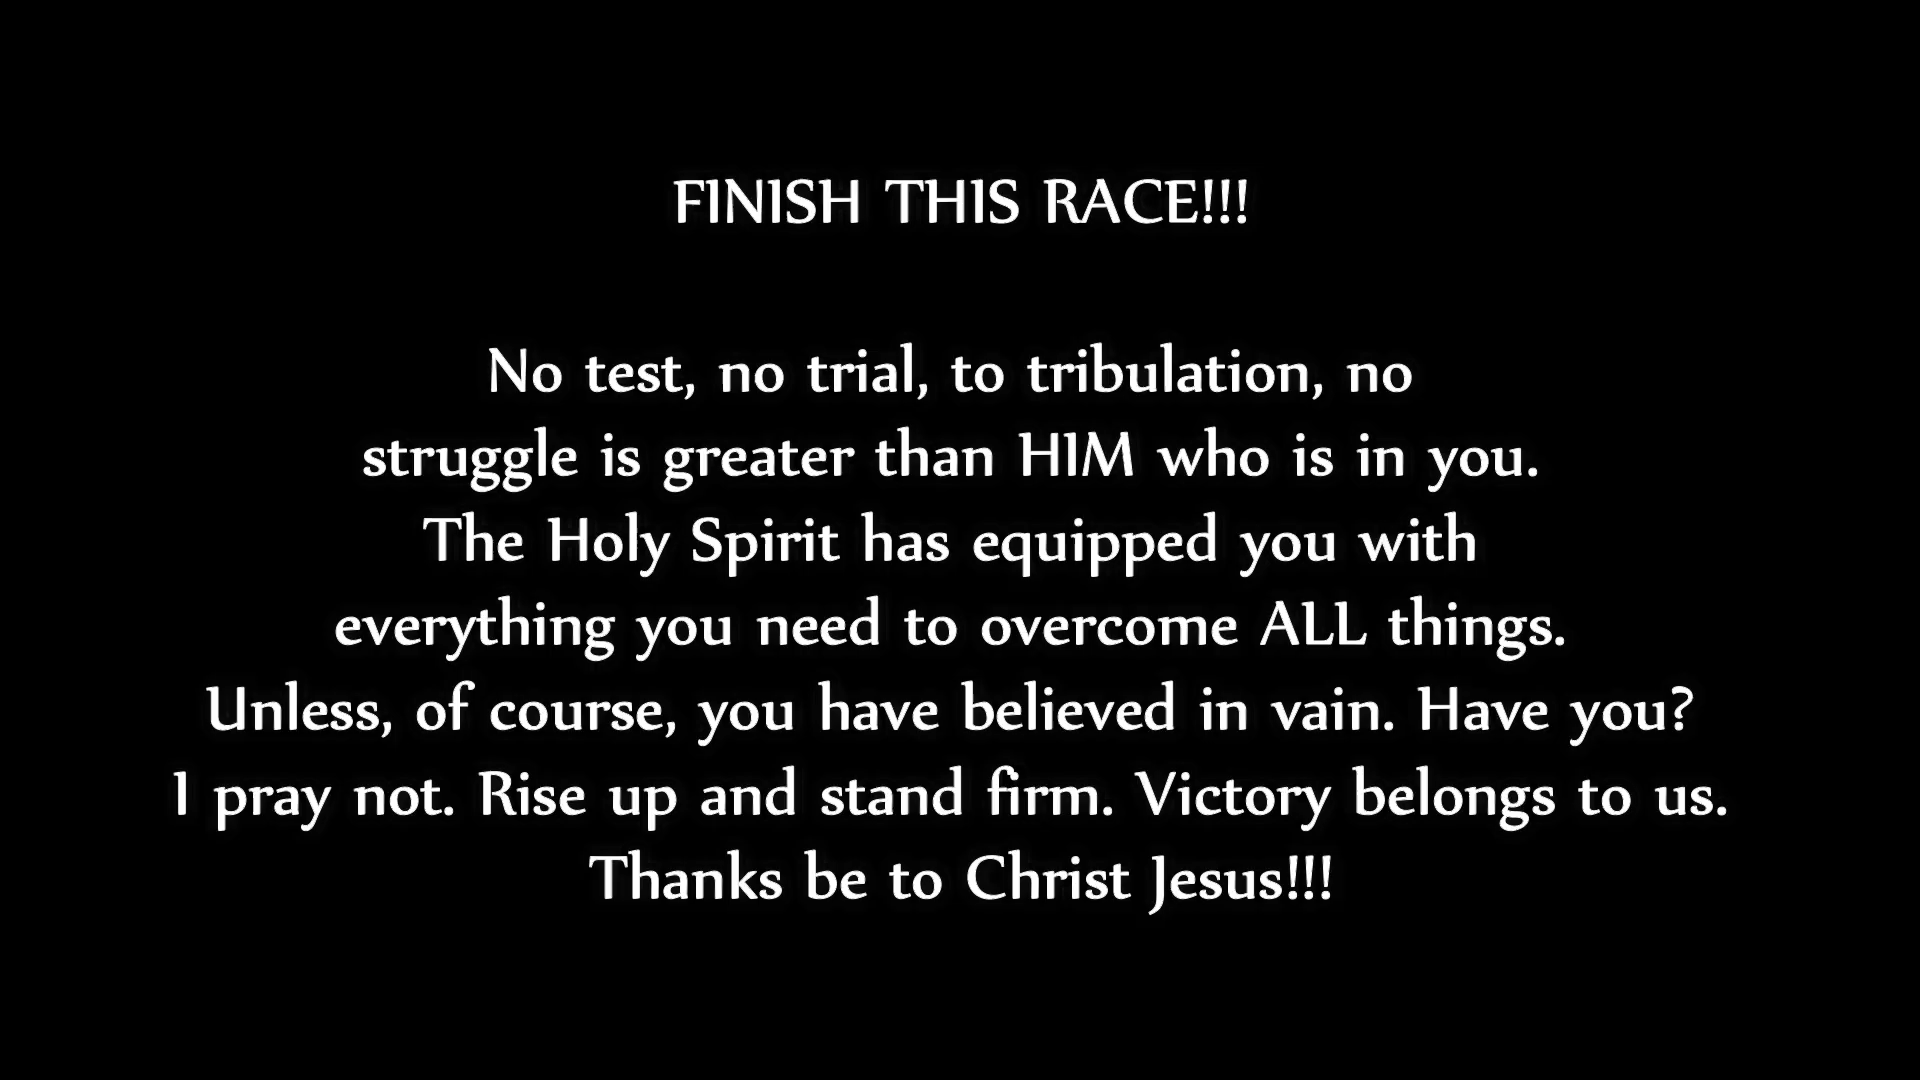 FINISH THIS RACE!!!
No test, no trial, to tribulation, no
struggle is greater than HIM who is in you.
The Holy Spirit has equipped you with
everything you need to overcome ALL things.
Unless, of course, you have believed in vain. Have you?
I pray not. Rise up and stand firm. Victory belongs to us.
Thanks be to Christ Jesus!!!